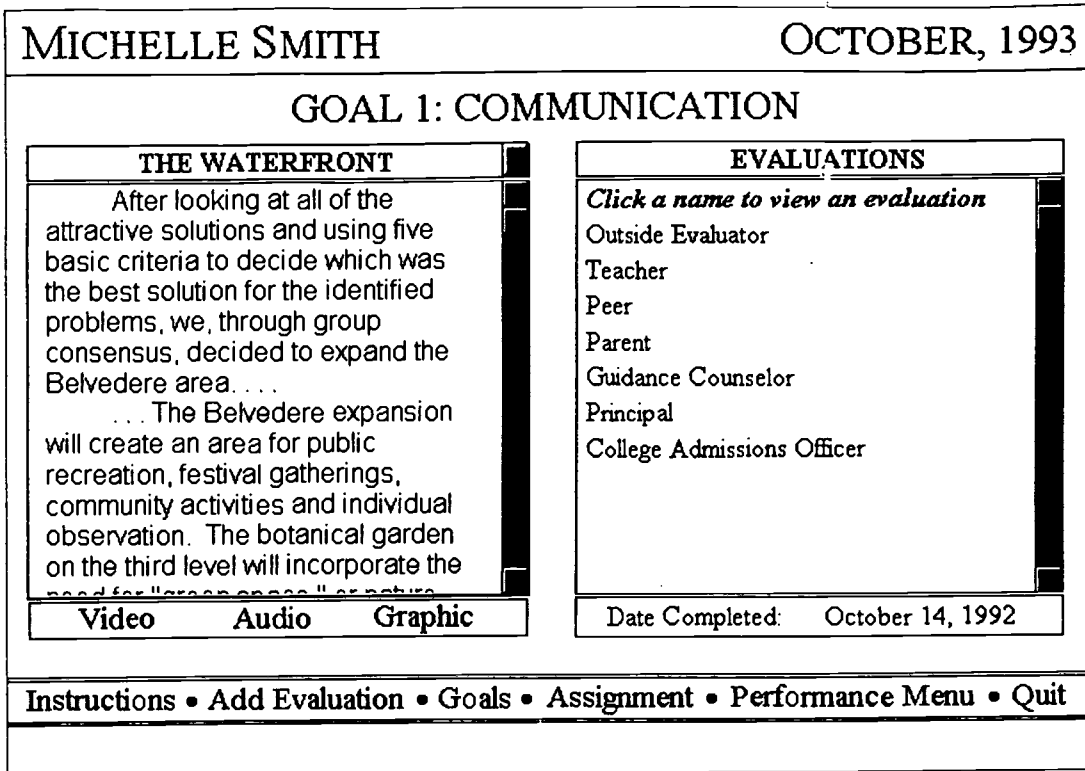 MICHELLE SMITH OCTOBER, 1993
GOAL 1: COMMUNICATION
THE WATERFRONT
After looking at all of the
attractive solutions and using five
basic criteria to decide which was
the best solution for the identified
problems, we, through group
consensus, decided to expand the
Belvedere area. . . .
. . . The Belvedere expansion
will create an area for public
recreation, festival gatherings,
community activities and individual
observation. The botanical garden
on the third level will incorporate the
Video Audio Graphic
EVALUATIONS
Click a name to view an evaluation
Outside Evaluator
Teacher
Peer
Parent
Guidance Counselor
Principal
College Admissions Officer
Date Completed: October 14, 1992
Instructions • Add Evaluation • Goals • Assignment • Performance Menu • Quit